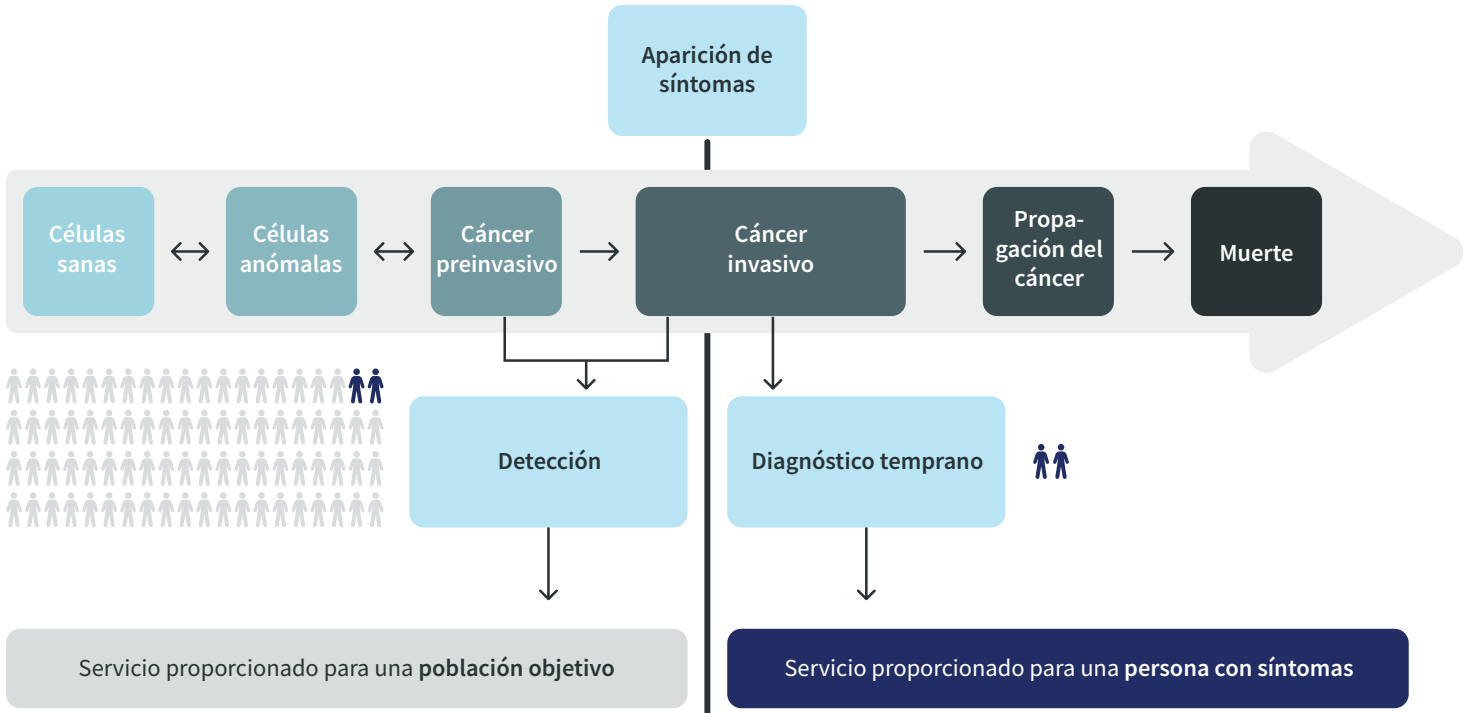 Aparición de
síntomas
Células
sanas
Células
anómalas
Cáncer
preinvasivo
Cáncer
invasivo
Propa-
gación del
cáncer
Muerte
Detección
Diagnóstico temprano
Servicio proporcionado para una población objetivo
Servicio proporcionado para una persona con síntomas